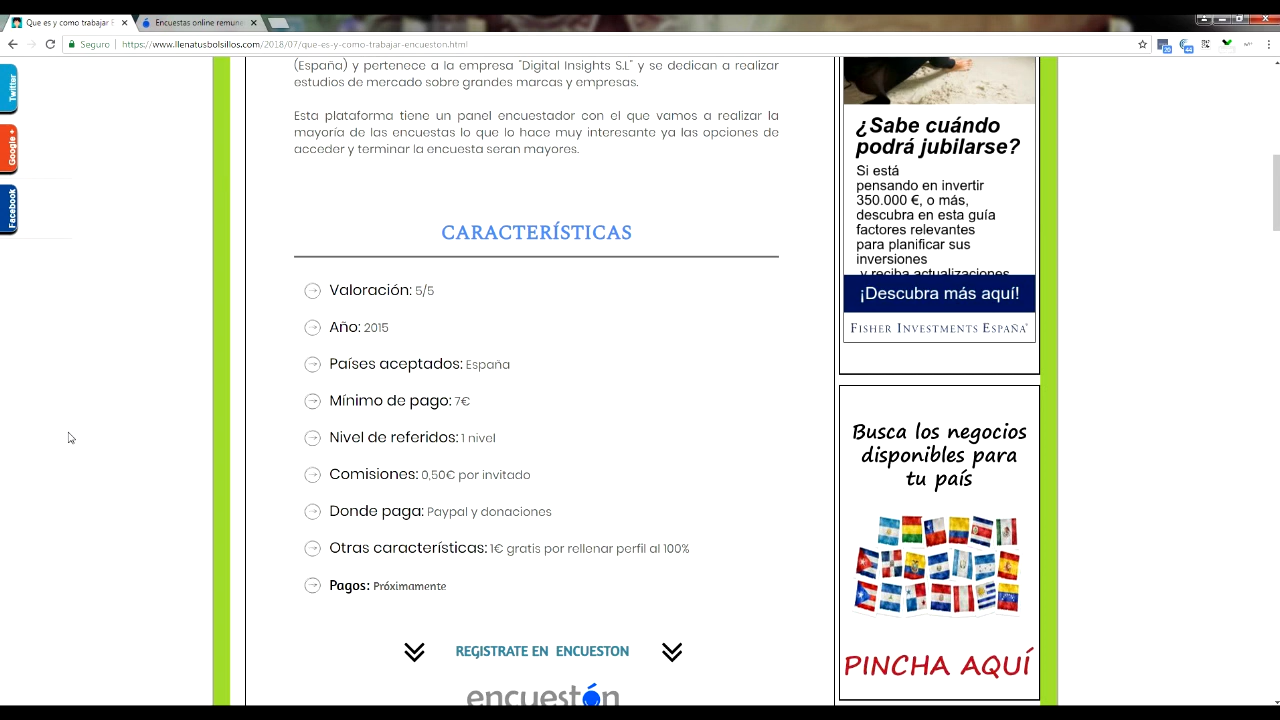 Que es y como trabajar E
Encuestas online remune
Seguro
https://www.llenatusbolsillos.com/2018/07/que-es-y-como-trabajar-encueston.html
Twitter
Google +
Facebook
(España) y pertenece a la empresa "Digital Insights S.L" y se dedican a realizar
estudios de mercado sobre grandes marcas y empresas.
Esta plataforma tiene un panel encuestador con el que vamos a realizar la
mayoría de las encuestas lo que lo hace muy interesante ya las opciones de
acceder y terminar la encuesta seran mayores.
CARACTERÍSTICAS
Valoración: 5/5
Año: 2015
Países aceptados: España
Mínimo de pago: 7€
Nivel de referidos: 1 nivel
Comisiones: 0,50€ por invitado
Donde paga: Paypal y donaciones
Otras características: 1€ gratis por rellenar perfil al 100%
Pagos: Próximamente
REGISTRATE EN ENCUESTON
encuestón
¿Sabe cuándo
podrá jubilarse?
Si está
pensando en invertir
350.000 €, o más,
descubra en esta guía
factores relevantes
para planificar sus
inversiones
y reciba actualizaciones
¡Descubra más aquí!
FISHER INVESTMENTS ESPAÑA
Busca los negocios
disponibles para
tu país
PINCHA AQUÍ